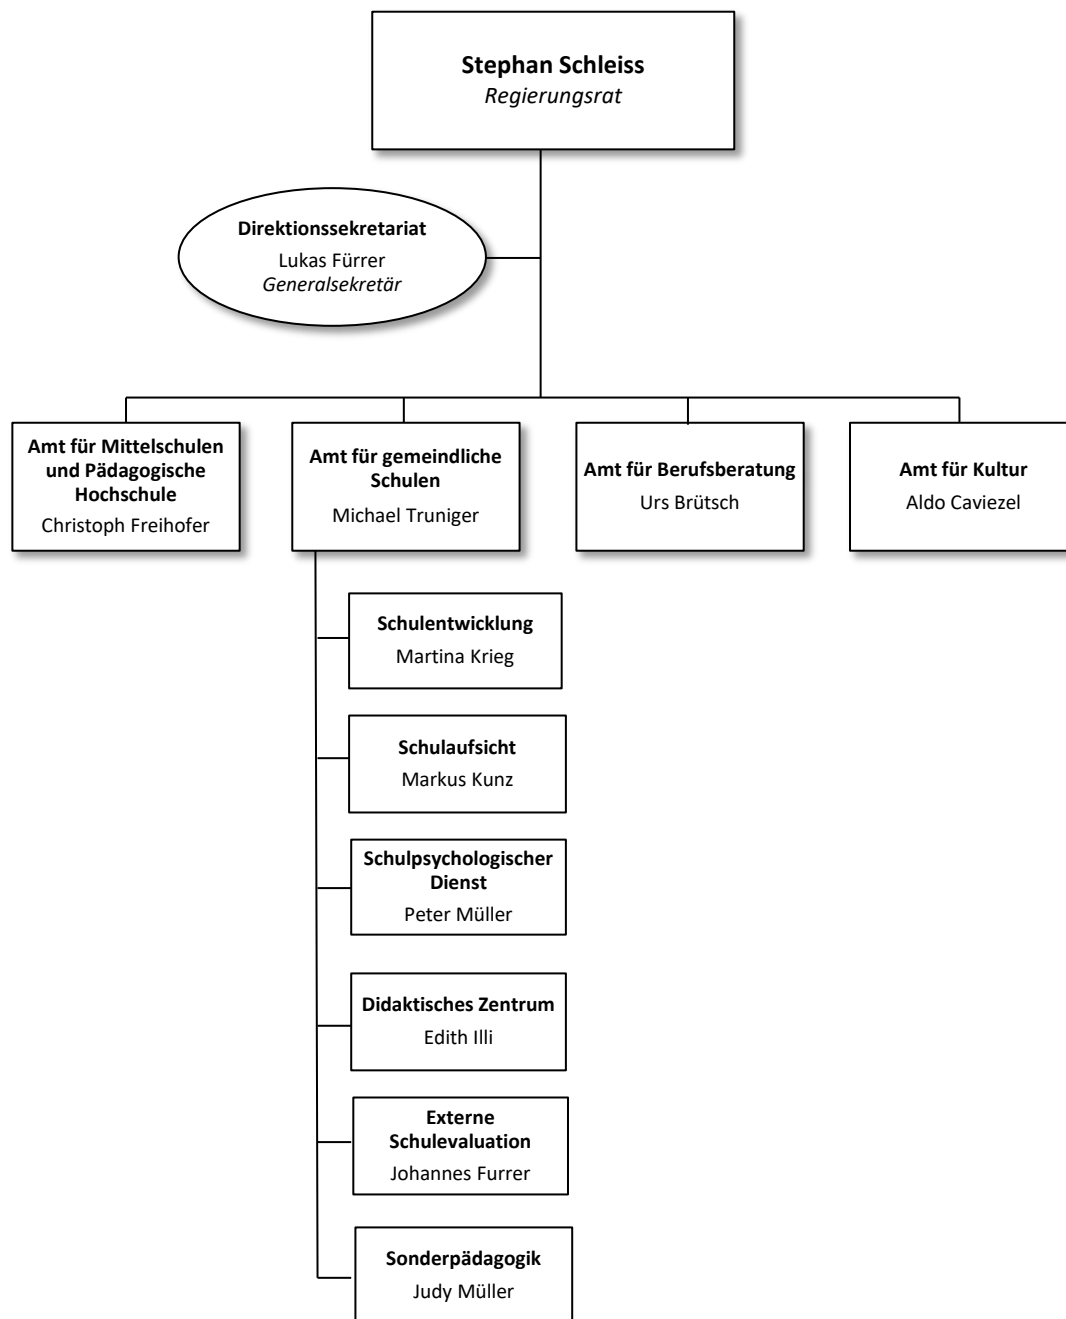 Stephan Schleiss
Regierungsrat
Direktionssekretariat
Lukas Fürrer
Generalsekretär
Amt für Mittelschulen
und Pädagogische
Hochschule
Christoph Freihofer
Amt für gemeindliche
Schulen
Michael Truniger
Amt für Berufsberatung
Urs Brütsch
Amt für Kultur
Aldo Caviezel
Schulentwicklung
Martina Krieg
Schulaufsicht
Markus Kunz
Schulpsychologischer
Dienst
Peter Müller
Didaktisches Zentrum
Edith Illi
Externe
Schulevaluation
Johannes Furrer
Sonderpädagogik
Judy Müller